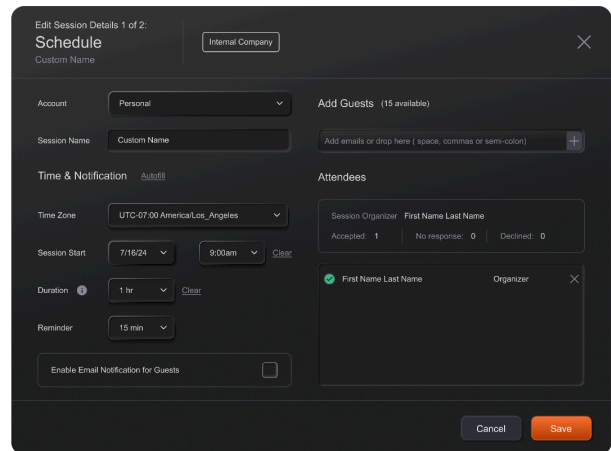 Edit Session Details 1 of 2:
Schedule
Custom Name
Internal Company
Account
Personal
Session Name
Custom Name
Time & Notification
Autofill
Time Zone
UTC-07:00 America/Los_Angeles
Session Start
7/16/24
9:00am
Clear
Duration
1 hr
Clear
Reminder
15 min
Enable Email Notification for Guests
Add Guests (15 available)
Add emails or drop here ( space, commas or semi-colon)
Attendees
Session Organizer First Name Last Name
Accepted: 1 No response: 0 Declined: 0
First Name Last Name Organizer
Cancel
Save